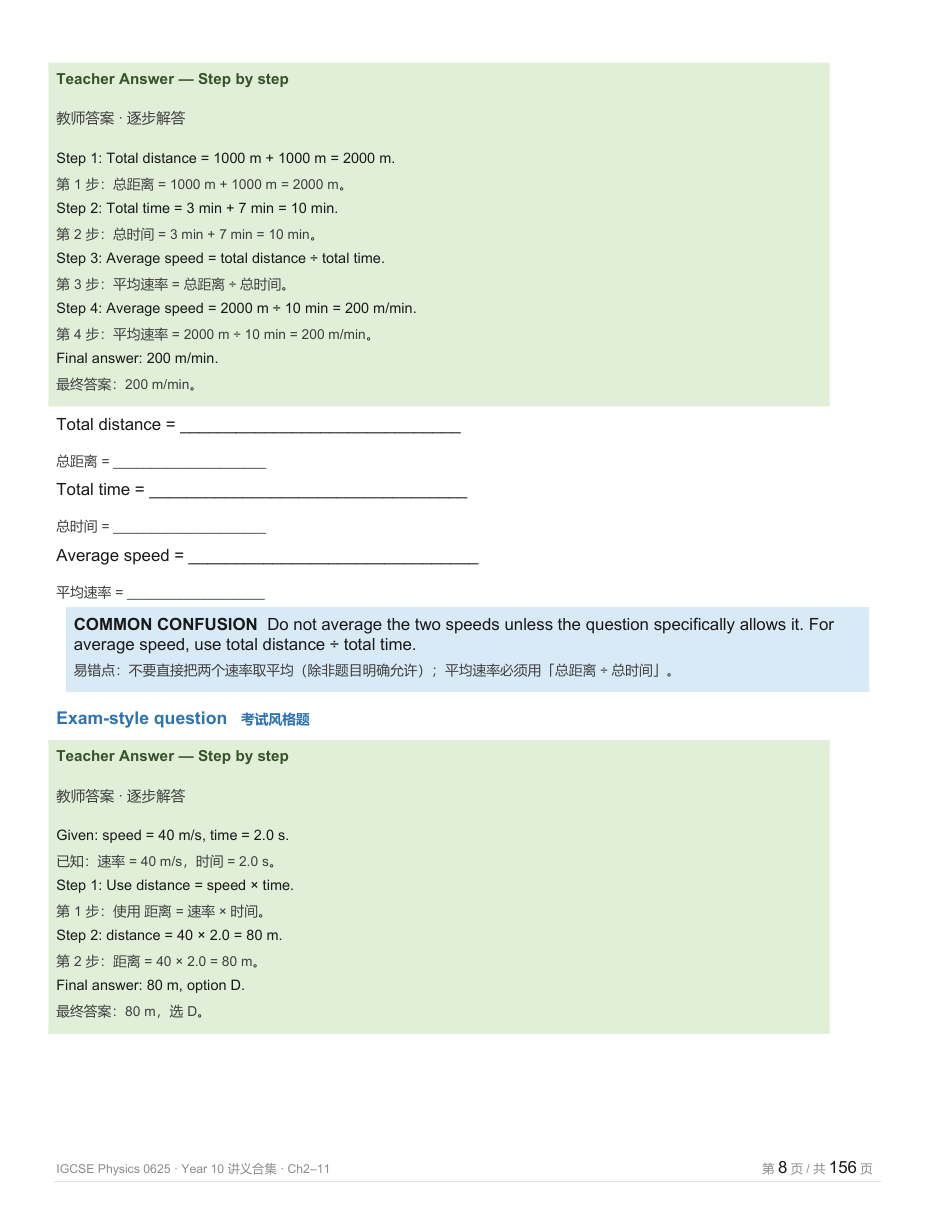 Teacher Answer — Step by step
教师答案 · 逐步解答
Step 1: Total distance = 1000 m + 1000 m = 2000 m.
第 1 步：总距离 = 1000 m + 1000 m = 2000 m。
Step 2: Total time = 3 min + 7 min = 10 min.
第 2 步：总时间 = 3 min + 7 min = 10 min。
Step 3: Average speed = total distance ÷ total time.
第 3 步：平均速率 = 总距离 ÷ 总时间。
Step 4: Average speed = 2000 m ÷ 10 min = 200 m/min.
第 4 步：平均速率 = 2000 m ÷ 10 min = 200 m/min。
Final answer: 200 m/min.
最终答案：200 m/min。
Total distance = ______________________________
总距离 = ____________________
Total time = __________________________________
总时间 = ____________________
Average speed = _______________________________
平均速率 = __________________
COMMON CONFUSION Do not average the two speeds unless the question specifically allows it. For
average speed, use total distance ÷ total time.
易错点：不要直接把两个速率取平均（除非题目明确允许）；平均速率必须用「总距离 ÷ 总时间」。
Exam-style question 考试风格题
Teacher Answer — Step by step
教师答案 · 逐步解答
Given: speed = 40 m/s, time = 2.0 s.
已知：速率 = 40 m/s，时间 = 2.0 s。
Step 1: Use distance = speed × time.
第 1 步：使用 距离 = 速率 × 时间。
Step 2: distance = 40 × 2.0 = 80 m.
第 2 步：距离 = 40 × 2.0 = 80 m。
Final answer: 80 m, option D.
最终答案：80 m，选 D。
IGCSE Physics 0625 · Year 10 讲义合集 · Ch2–11
第 8 页 / 共 156 页